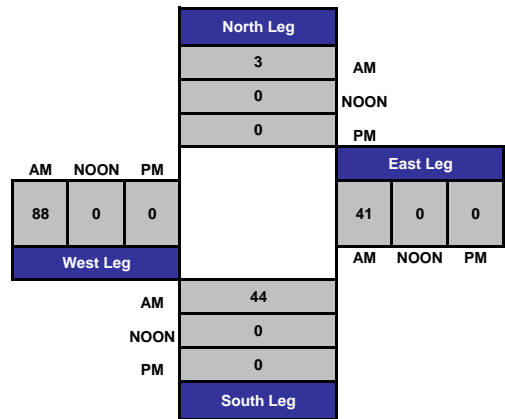 North Leg
3 AM
0 NOON
0 PM
AM NOON PM East Leg
88 0 0 41 0 0
West Leg AM NOON PM
AM 44
NOON 0
PM 0
South Leg